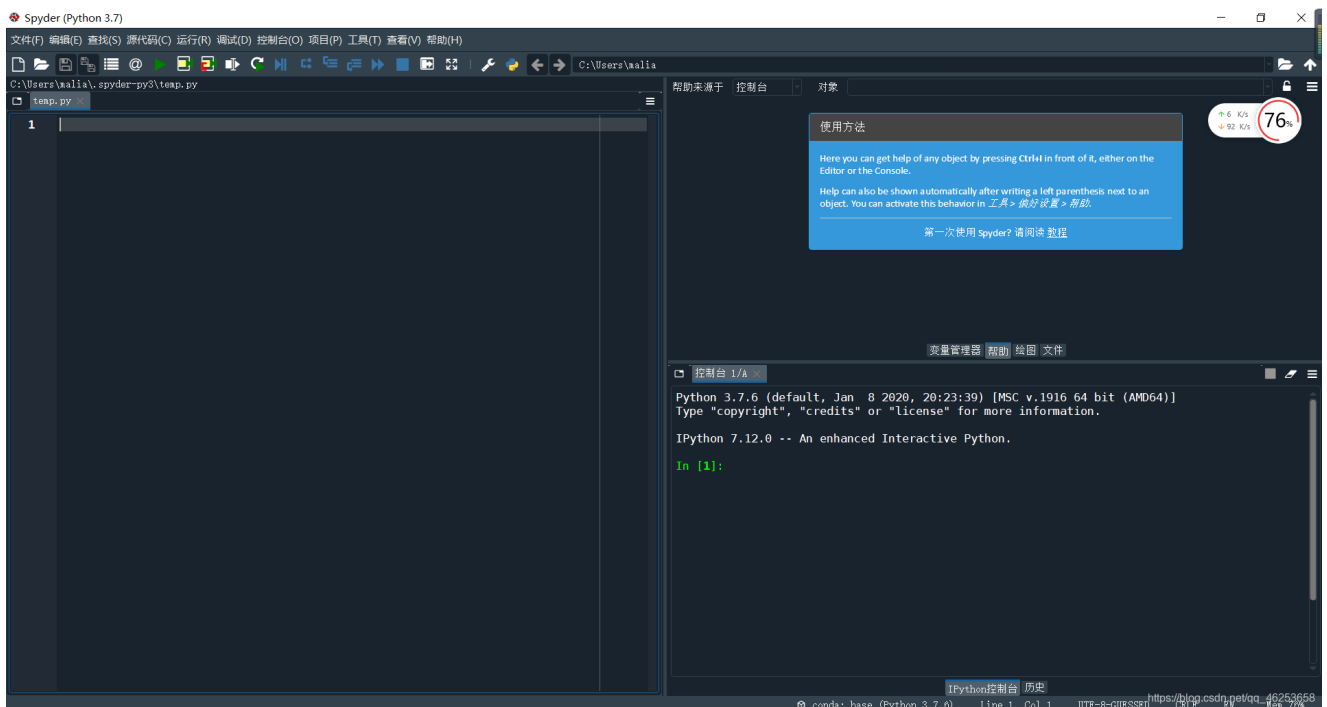 Spyder (Python 3.7)
文件(F) 编辑(E) 查找(S) 源代码(C) 运行(R) 调试(D) 控制台(O) 项目(P) 工具(T) 查看(V) 帮助(H)
C:\Users\malia
C:\Users\malia\.spyder-py3\temp.py
temp.py
1
帮助来源于 控制台 对象
使用方法
Here you can get help of any object by pressing Ctrl+I in front of it, either on the
Editor or the Console.
Help can also be shown automatically after writing a left parenthesis next to an
object. You can activate this behavior in 工具 > 偏好设置 > 帮助.
第一次使用 Spyder? 请阅读 教程
↑ 6 K/s
↓ 92 K/s
76%
变量管理器 帮助 绘图 文件
控制台 1/A
Python 3.7.6 (default, Jan  8 2020, 20:23:39) [MSC v.1916 64 bit (AMD64)]
Type "copyright", "credits" or "license" for more information.
IPython 7.12.0 -- An enhanced Interactive Python.
In [1]:
IPython控制台 历史
conda: base (Python 3.7.6) Line 1, Col 1 UTF-8-GUESSED CRLF RW Mem 76%
https://blog.csdn.net/qq_46253658